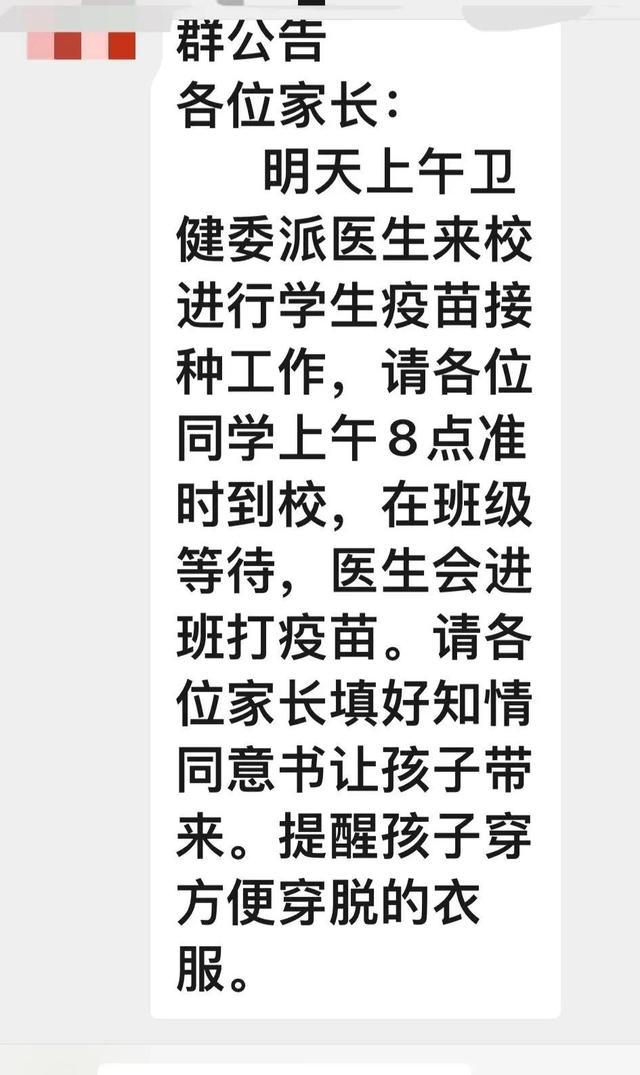 群公告
各位家长：
明天上午卫
健委派医生来校
进行学生疫苗接
种工作，请各位
同学上午8点准
时到校，在班级
等待，医生会进
班打疫苗。请各
位家长填好知情
同意书让孩子带
来。提醒孩子穿
方便穿脱的衣
服。